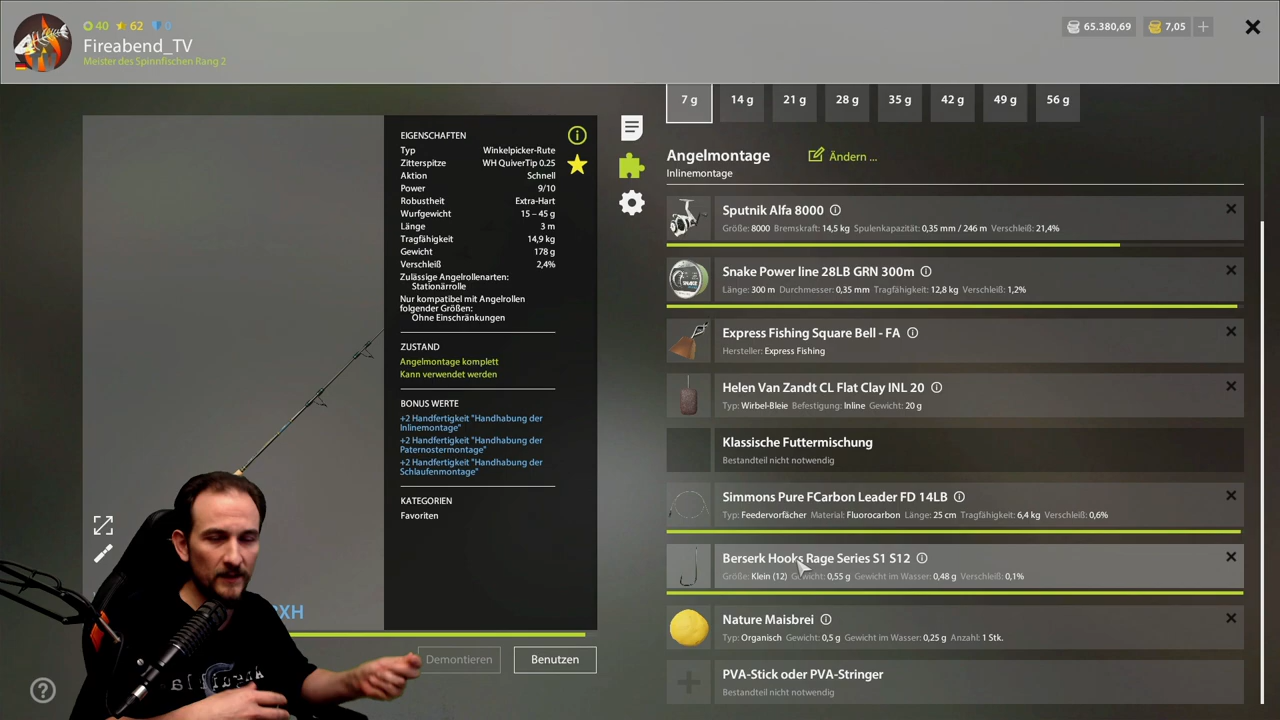 40 62 0
Fireabend_TV
Meister des Spinnfischen Rang 2
65.380,69
7,05
7 g
14 g
21 g
28 g
35 g
42 g
49 g
56 g
EIGENSCHAFTEN
Typ Winkelpicker-Rute
Zitterspitze WH QuiverTip 0.25
Aktion Schnell
Power 9/10
Robustheit Extra-Hart
Wurfgewicht 15 – 45 g
Länge 3 m
Tragfähigkeit 14,9 kg
Gewicht 178 g
Verschleiß 2,4%
Zulässige Angelrollenarten:
Stationärrolle
Nur kompatibel mit Angelrollen
folgender Größen:
Ohne Einschränkungen
ZUSTAND
Angelmontage komplett
Kann verwendet werden
BONUS WERTE
+2 Handfertigkeit "Handhabung der
Inlinemontage"
+2 Handfertigkeit "Handhabung der
Paternostermontage"
+2 Handfertigkeit "Handhabung der
Schlaufenmontage"
KATEGORIEN
Favoriten
Demontieren
Benutzen
Angelmontage
Ändern ...
Inlinemontage
Sputnik Alfa 8000
Größe: 8000 Bremskraft: 14,5 kg Spulenkapazität: 0,35 mm / 246 m Verschleiß: 21,4%
Snake Power line 28LB GRN 300m
Länge: 300 m Durchmesser: 0,35 mm Tragfähigkeit: 12,8 kg Verschleiß: 1,2%
Express Fishing Square Bell - FA
Hersteller: Express Fishing
Helen Van Zandt CL Flat Clay INL 20
Typ: Wirbel-Bleie Befestigung: Inline Gewicht: 20 g
Klassische Futtermischung
Bestandteil nicht notwendig
Simmons Pure FCarbon Leader FD 14LB
Typ: Feedervorfächer Material: Fluorocarbon Länge: 25 cm Tragfähigkeit: 6,4 kg Verschleiß: 0,6%
Berserk Hooks Rage Series S1 S12
Größe: Klein (12) Gewicht: 0,55 g Gewicht im Wasser: 0,48 g Verschleiß: 0,1%
Nature Maisbrei
Typ: Organisch Gewicht: 0,5 g Gewicht im Wasser: 0,25 g Anzahl: 1 Stk.
PVA-Stick oder PVA-Stringer
Bestandteil nicht notwendig